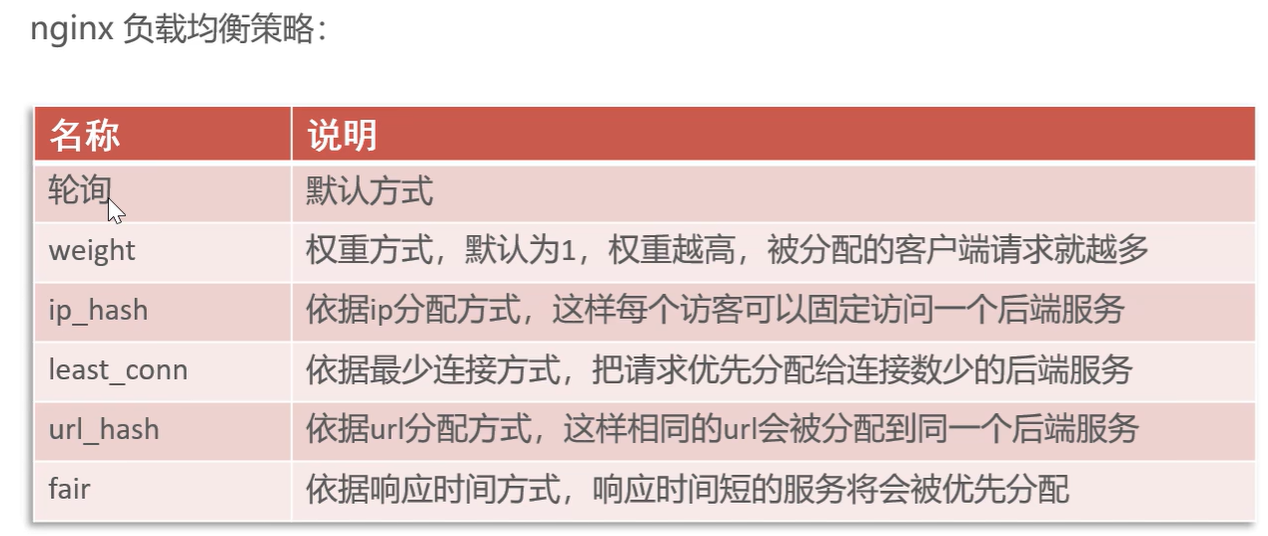 nginx 负载均衡策略：
名称 说明
轮询 默认方式
weight 权重方式，默认为1，权重越高，被分配的客户端请求就越多
ip_hash 依据ip分配方式，这样每个访客可以固定访问一个后端服务
least_conn 依据最少连接方式，把请求优先分配给连接数少的后端服务
url_hash 依据url分配方式，这样相同的url会被分配到同一个后端服务
fair 依据响应时间方式，响应时间短的服务将会被优先分配